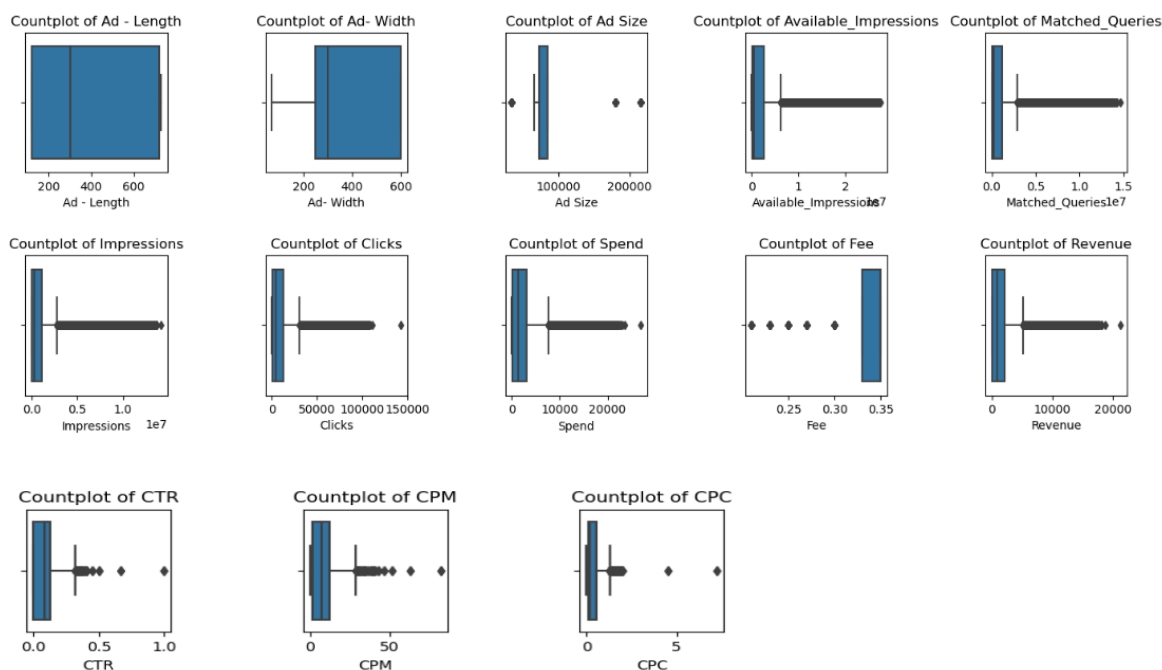 Countplot of Ad - Length
Countplot of Ad- Width
Countplot of Ad Size
Countplot of Available_Impressions
Countplot of Matched_Queries
200 400 600
200 400 600
100000 200000
0 1 2
0.0 0.5 1.0 1.5
1e7
1e7
Ad - Length
Ad- Width
Ad Size
Available_Impressions
Matched_Queries
Countplot of Impressions
Countplot of Clicks
Countplot of Spend
Countplot of Fee
Countplot of Revenue
0.0 0.5 1.0
0 50000 100000 150000
0 10000 20000
0.25 0.30 0.35
0 10000 20000
1e7
Impressions
Clicks
Spend
Fee
Revenue
Countplot of CTR
Countplot of CPM
Countplot of CPC
0.0 0.5 1.0
0 50
0 5
CTR
CPM
CPC